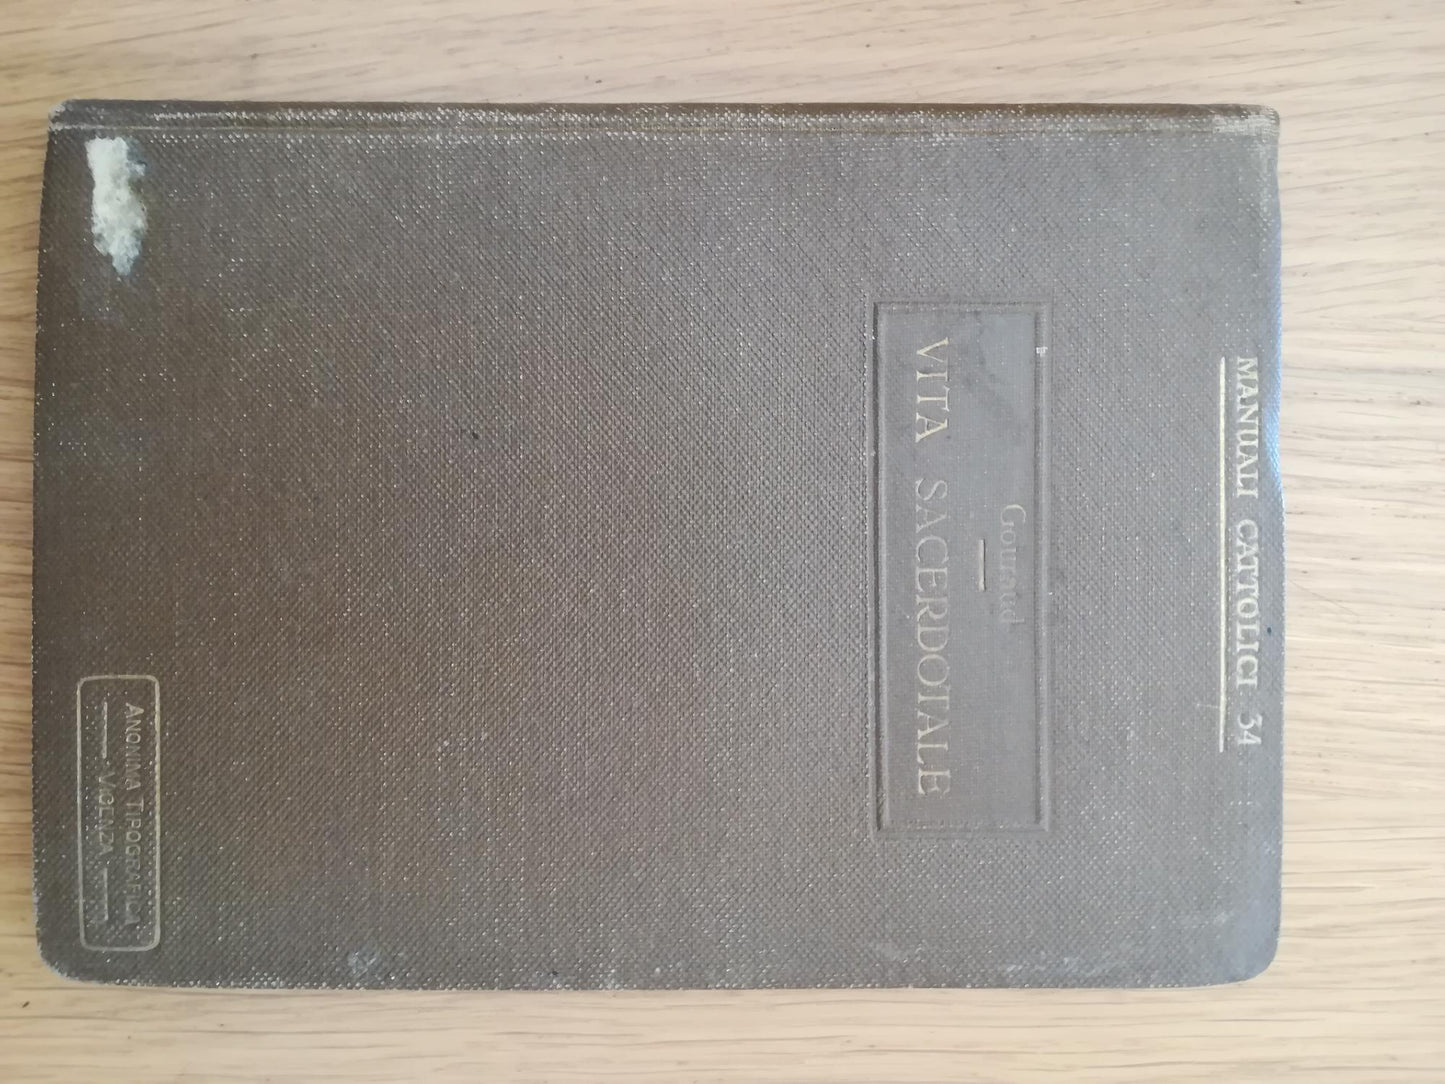 MANUALI CATTOLICI 34
Gouraud
VITA SACERDOTALE
ANONIMA TIPOGRAFICA
VICENZA